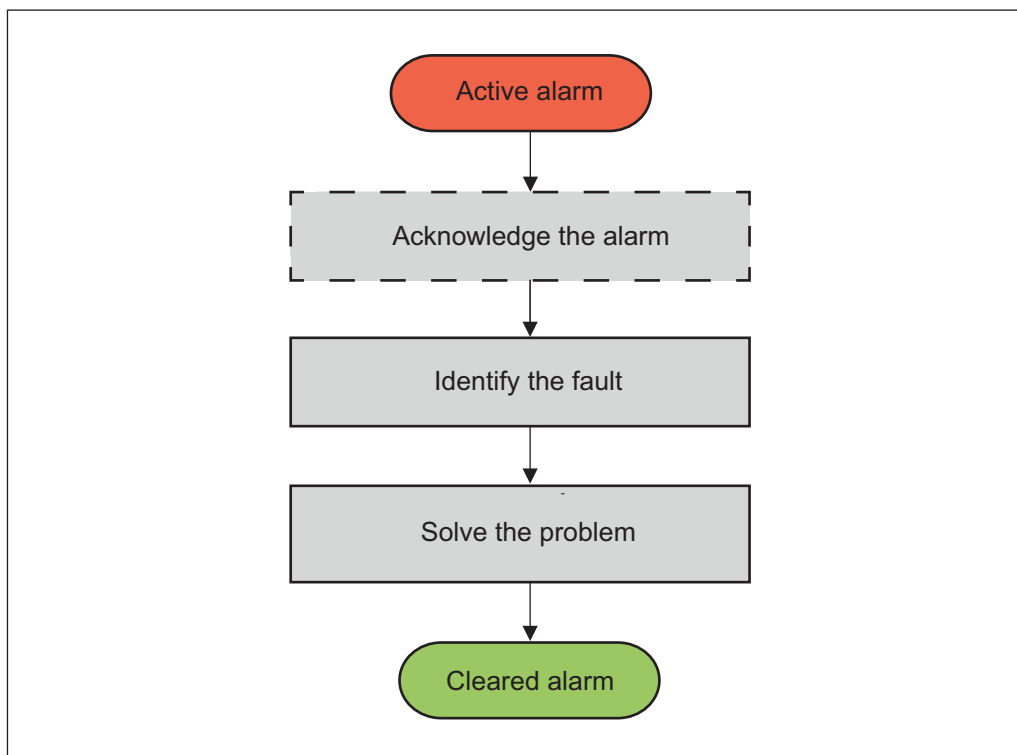 Active alarm
Acknowledge the alarm
Identify the fault
Solve the problem
Cleared alarm